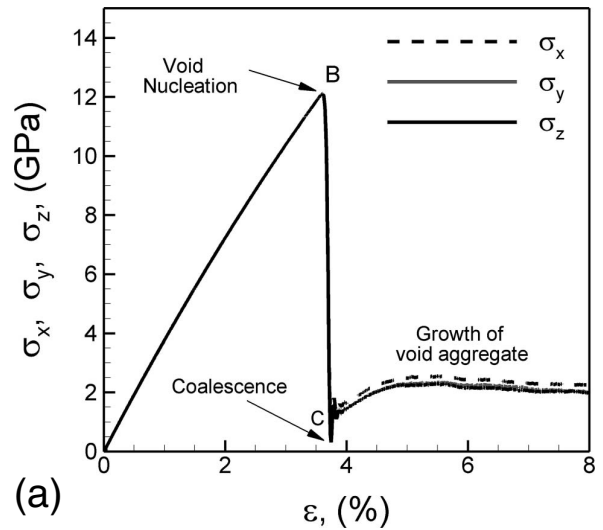 14
12
10
8
6
4
2
0
σx, σy, σz, (GPa)
Void
Nucleation
B
σx
σy
σz
Growth of
void aggregate
Coalescence
C
0 2 4 6 8
(a)
ε, (%)